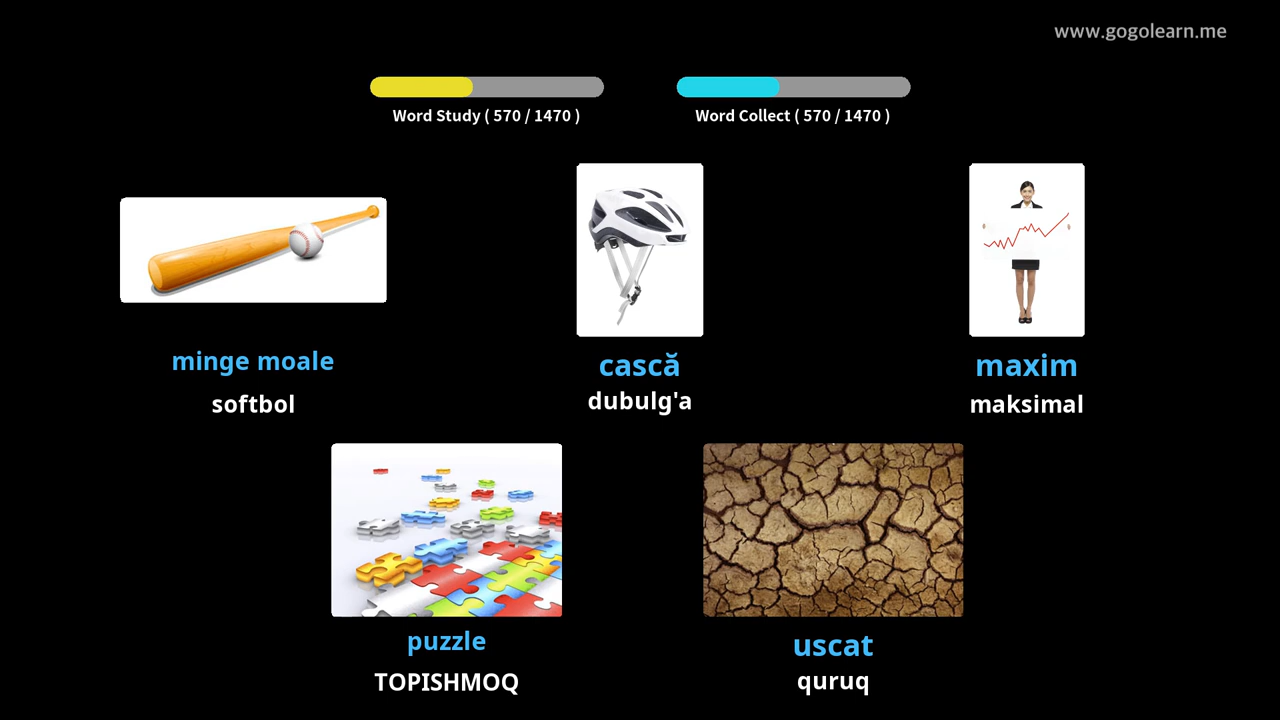 www.gogolearn.me
Word Study ( 570 / 1470 )
Word Collect ( 570 / 1470 )
minge moale
softbol
cască
dubulg'a
maxim
maksimal
puzzle
TOPISHMOQ
uscat
quruq